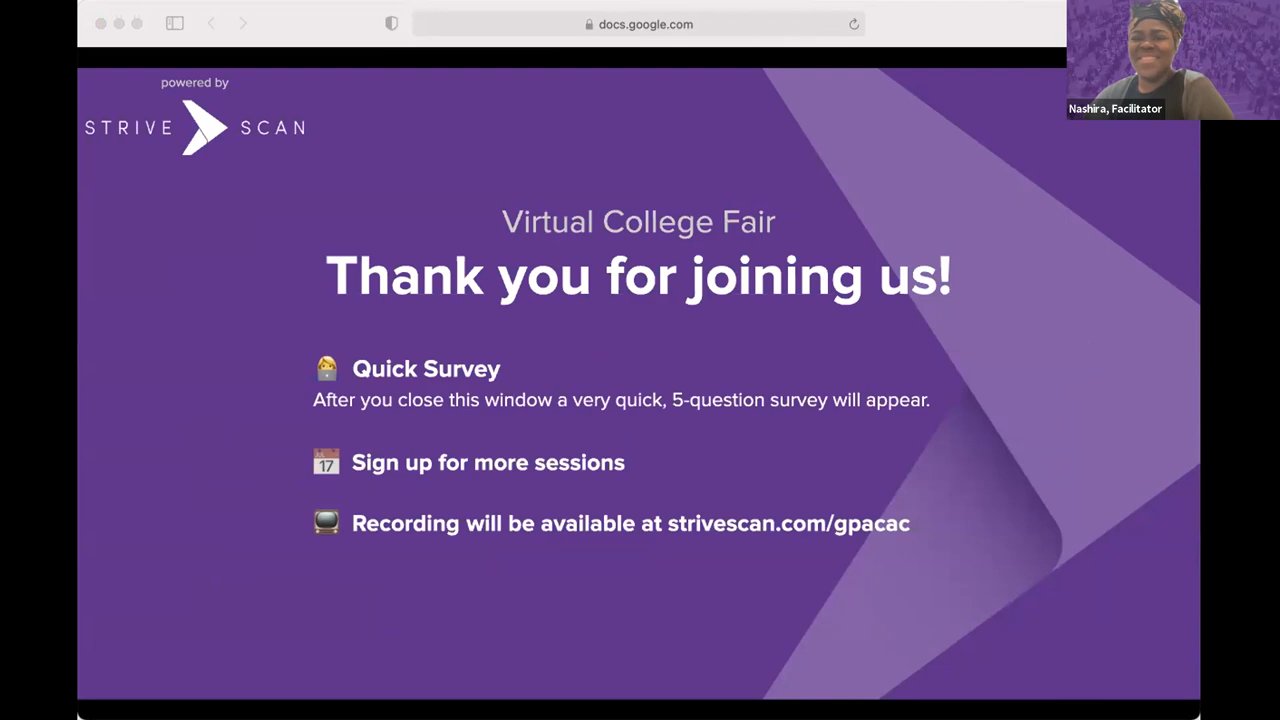 docs.google.com
powered by
STRIVE SCAN
Nashira, Facilitator
Virtual College Fair
Thank you for joining us!
Quick Survey
After you close this window a very quick, 5-question survey will appear.
17
Sign up for more sessions
Recording will be available at strivescan.com/gpacac